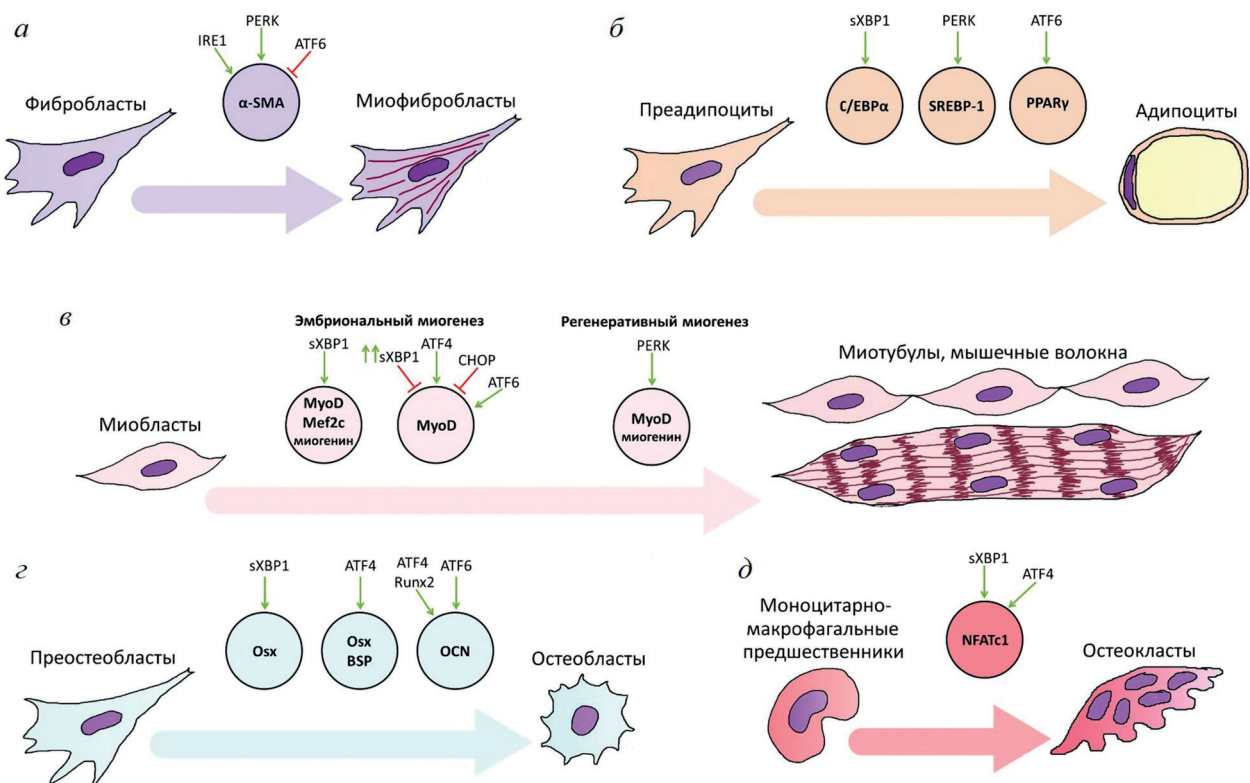 а
PERK
IRE1
ATF6
α-SMA
Фибробласты
Миофибробласты
б
sXBP1
PERK
ATF6
C/EBPα
SREBP-1
PPARγ
Преадипоциты
Адипоциты
в
Эмбриональный миогенез
sXBP1
sXBP1
ATF4
CHOP
ATF6
MyoD
Mef2c
миогенин
MyoD
Регенеративный миогенез
PERK
MyoD
миогенин
Миобласты
Миотубулы, мышечные волокна
г
sXBP1
ATF4
ATF4
Runx2
ATF6
Osx
Osx
BSP
OCN
Преостеобласты
Остеобласты
д
sXBP1
ATF4
NFATc1
Моноцитарно-
макрофагальные
предшественники
Остеокласты